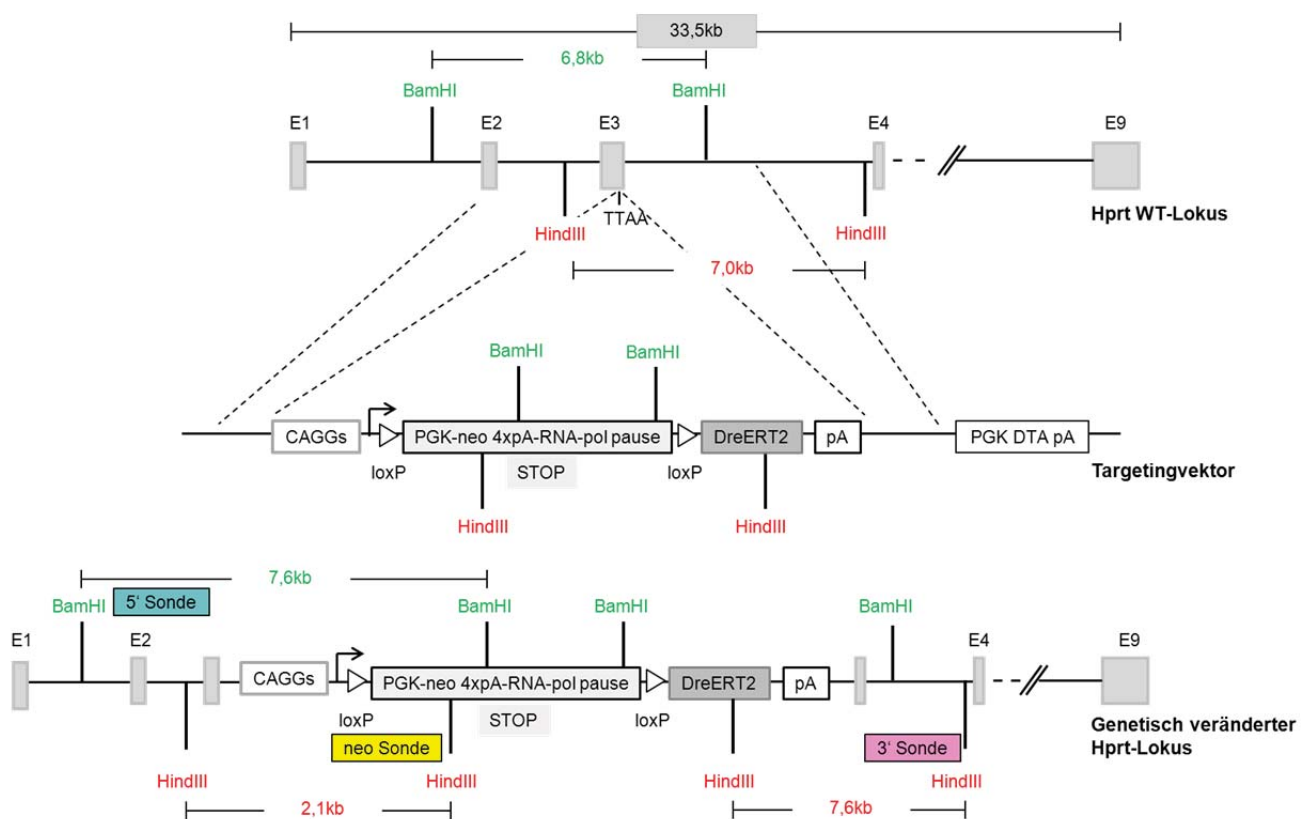 33,5kb
6,8kb
BamHI BamHI
E1 E2 E3 E4 E9
TTAA
Hprt WT-Lokus
HindIII HindIII
7,0kb
BamHI BamHI
CAGGs PGK-neo 4xpA-RNA-pol pause DreERT2 pA PGK DTA pA
loxP STOP loxP
Targetingvektor
HindIII HindIII
7,6kb
BamHI 5‘ Sonde BamHI BamHI BamHI
E1 E2 E4 E9
CAGGs PGK-neo 4xpA-RNA-pol pause DreERT2 pA
loxP STOP loxP
Genetisch veränderter
Hprt-Lokus
neo Sonde 3‘ Sonde
HindIII HindIII HindIII HindIII
2,1kb 7,6kb